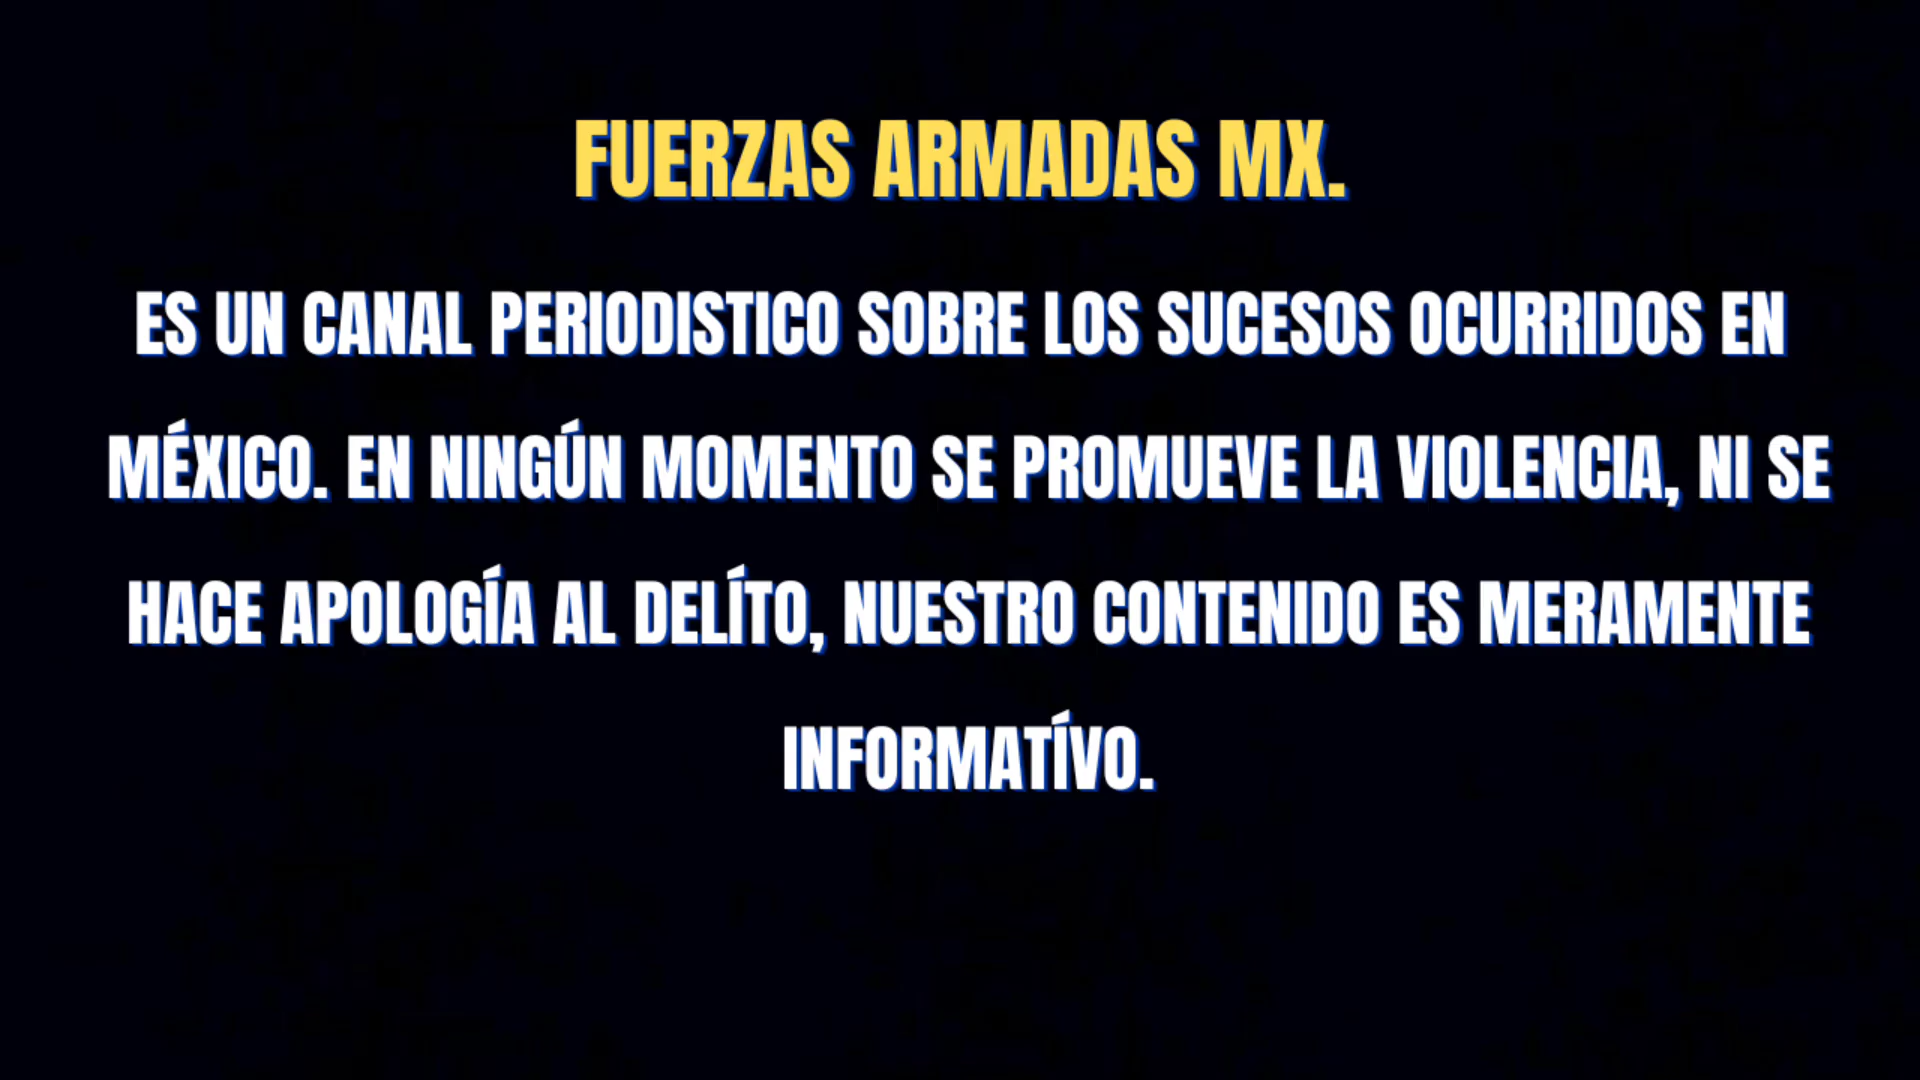 FUERZAS ARMADAS MX.
ES UN CANAL PERIODISTICO SOBRE LOS SUCESOS OCURRIDOS EN
MÉXICO. EN NINGÚN MOMENTO SE PROMUEVE LA VIOLENCIA, NI SE
HACE APOLOGÍA AL DELÍTO, NUESTRO CONTENIDO ES MERAMENTE
INFORMATÍVO.